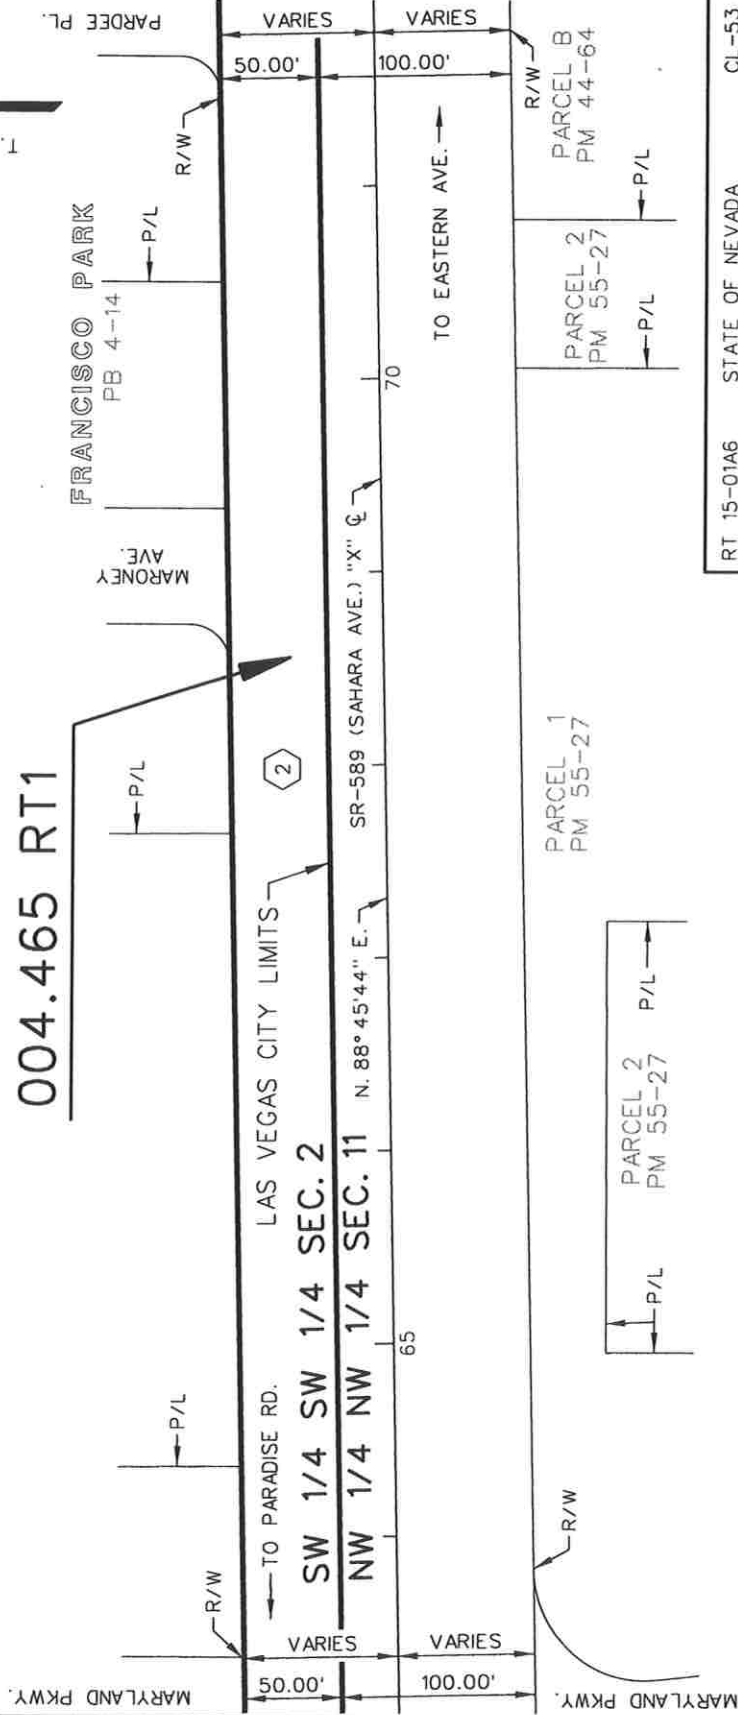 004.465 RT1
MARYLAND PKWY.
R/W
P/L
P/L
MARONEY
AVE.
FRANCISCO PARK
PB 4-14
P/L
R/W
PARDEE PL.
T.
50.00'
VARIES
TO PARADISE RD.
LAS VEGAS CITY LIMITS
2
50.00'
VARIES
SW 1/4 SW 1/4 SEC. 2
NW 1/4 NW 1/4 SEC. 11
N. 88° 45'44" E.
SR-589 (SAHARA AVE.) "X" ℄
65
70
TO EASTERN AVE.
100.00'
VARIES
100.00'
VARIES
MARYLAND PKWY.
R/W
P/L
PARCEL 2
PM 55-27
P/L
PARCEL 1
PM 55-27
PARCEL 2
PM 55-27
P/L
P/L
R/W
PARCEL B
PM 44-64
RT 15-01A6
STATE OF NEVADA
CL-53